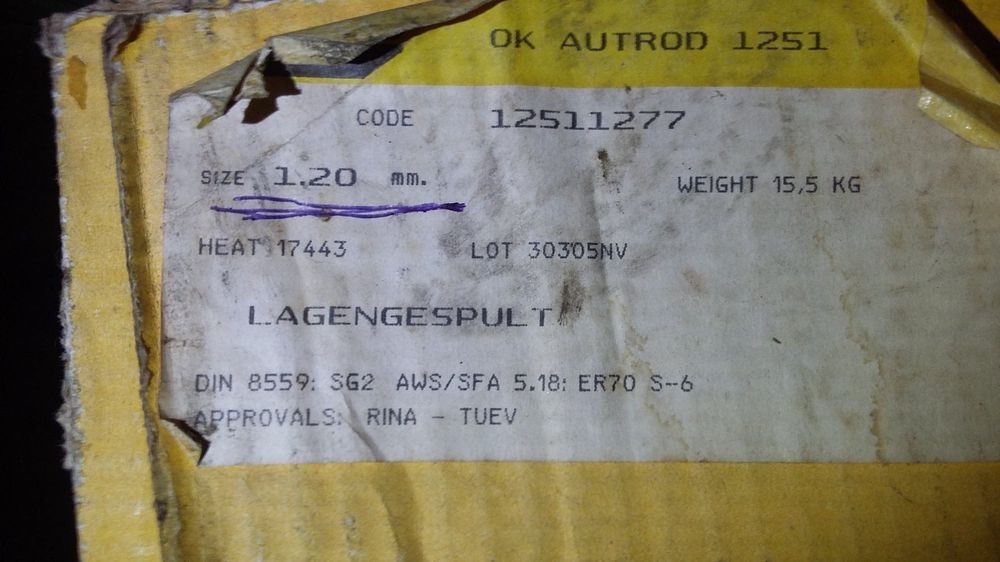 OK AUTROD 1251
CODE 12511277
SIZE 1.20 mm. WEIGHT 15,5 KG
HEAT 17443 LOT 30305NV
LAGENGESPULT
DIN 8559: SG2 AWS/SFA 5.18: ER70 S-6
APPROVALS: RINA - TUEV